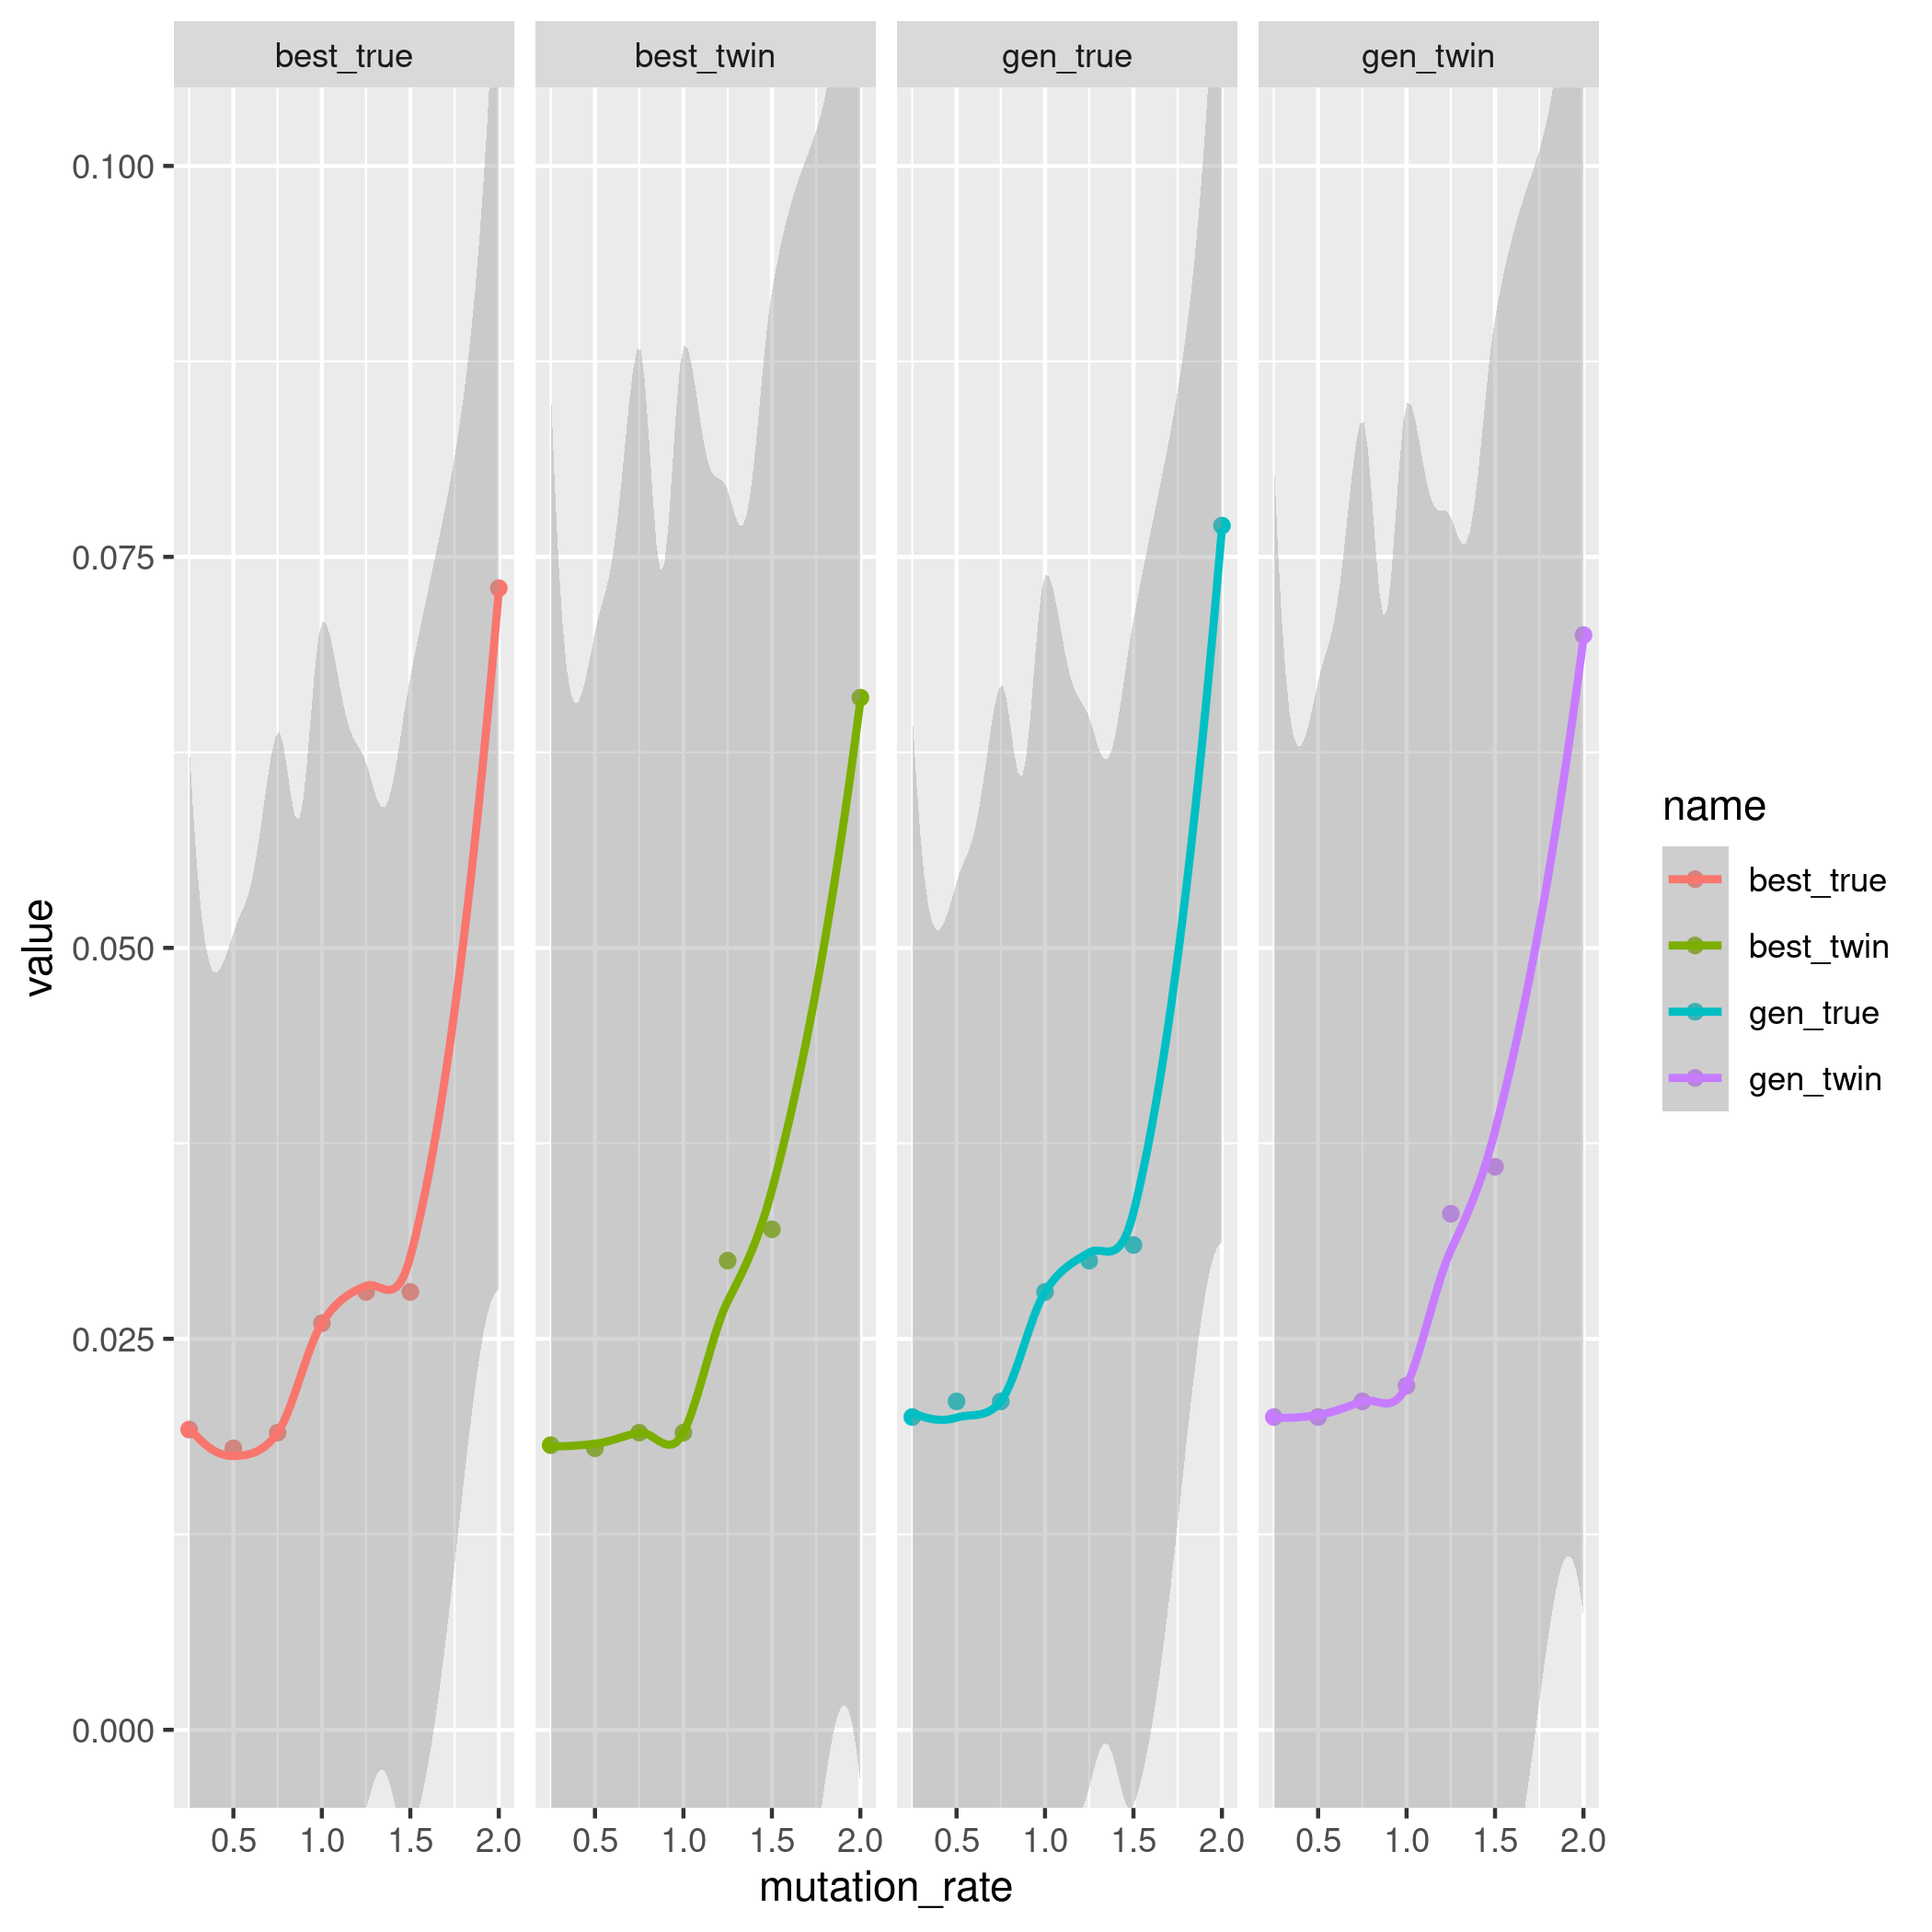 best_true best_twin gen_true gen_twin
0.100
0.075
0.050
0.025
0.000
value
0.5 1.0 1.5 2.0 0.5 1.0 1.5 2.0 0.5 1.0 1.5 2.0 0.5 1.0 1.5 2.0
mutation_rate
name
best_true
best_twin
gen_true
gen_twin